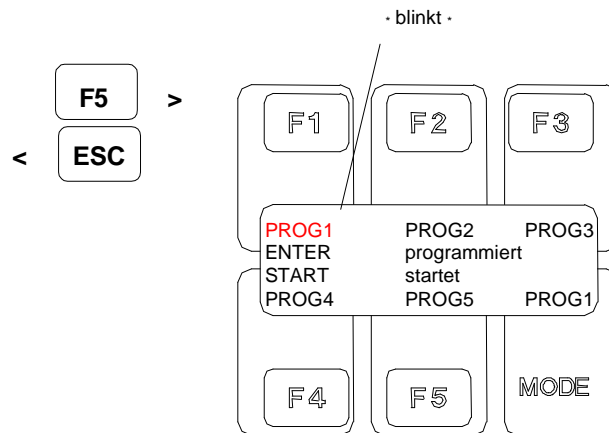 * blinkt *
F5 >
< ESC
F1 F2 F3
PROG1 PROG2 PROG3
ENTER programmiert
START startet
PROG4 PROG5 PROG1
F4 F5 MODE